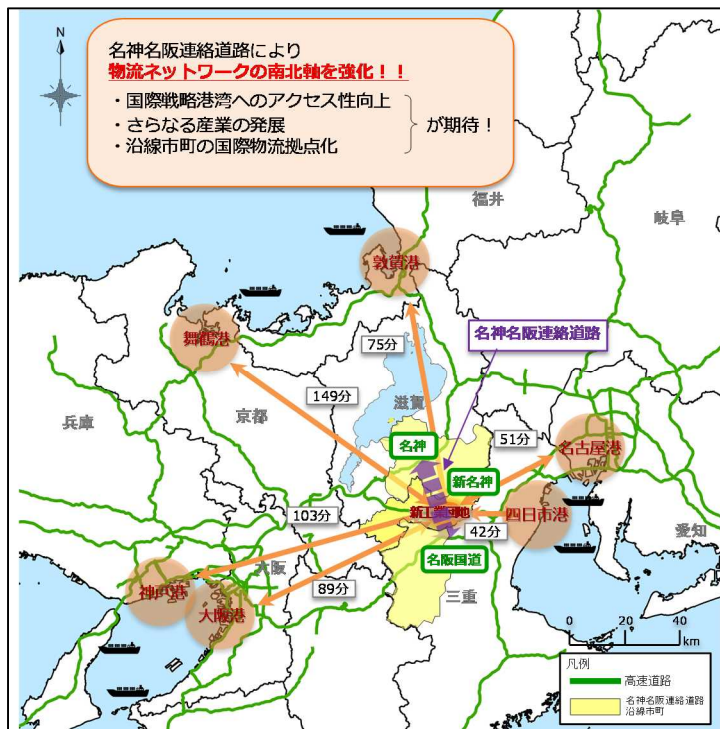 N
名神名阪連絡道路により
物流ネットワークの南北軸を強化！！
・国際戦略港湾へのアクセス性向上
・さらなる産業の発展
・沿線市町の国際物流拠点化
が期待！
福井
岐阜
敦賀港
舞鶴港
75分
名神名阪連絡道路
149分
滋賀
兵庫
京都
名神
51分
名古屋港
新名神
103分
新工業団地
四日市港
42分
愛知
大阪
名阪国道
神戸港
89分
三重
大阪港
0 20 40
km
凡例
高速道路
名神名阪連絡道路
沿線市町